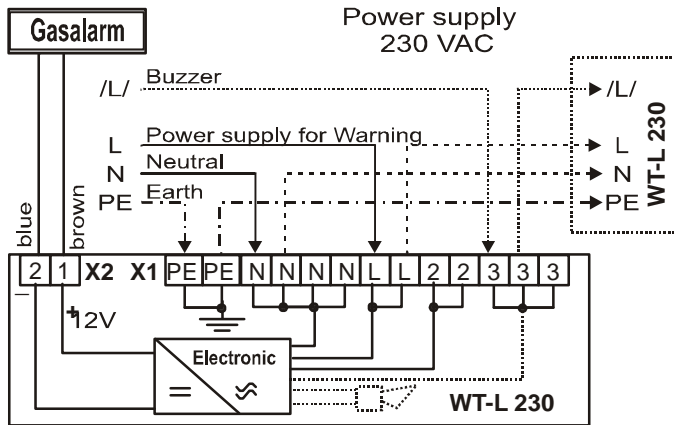 Gasalarm
Power supply
230 VAC
/L/ Buzzer /L/
L Power supply for Warning L
N Neutral N
PE Earth PE
WT-L 230
blue
brown
2 1 X2 X1 PE PE N N N N L L 2 2 3 3 3
– +
12V
Electronic
= ≈
WT-L 230